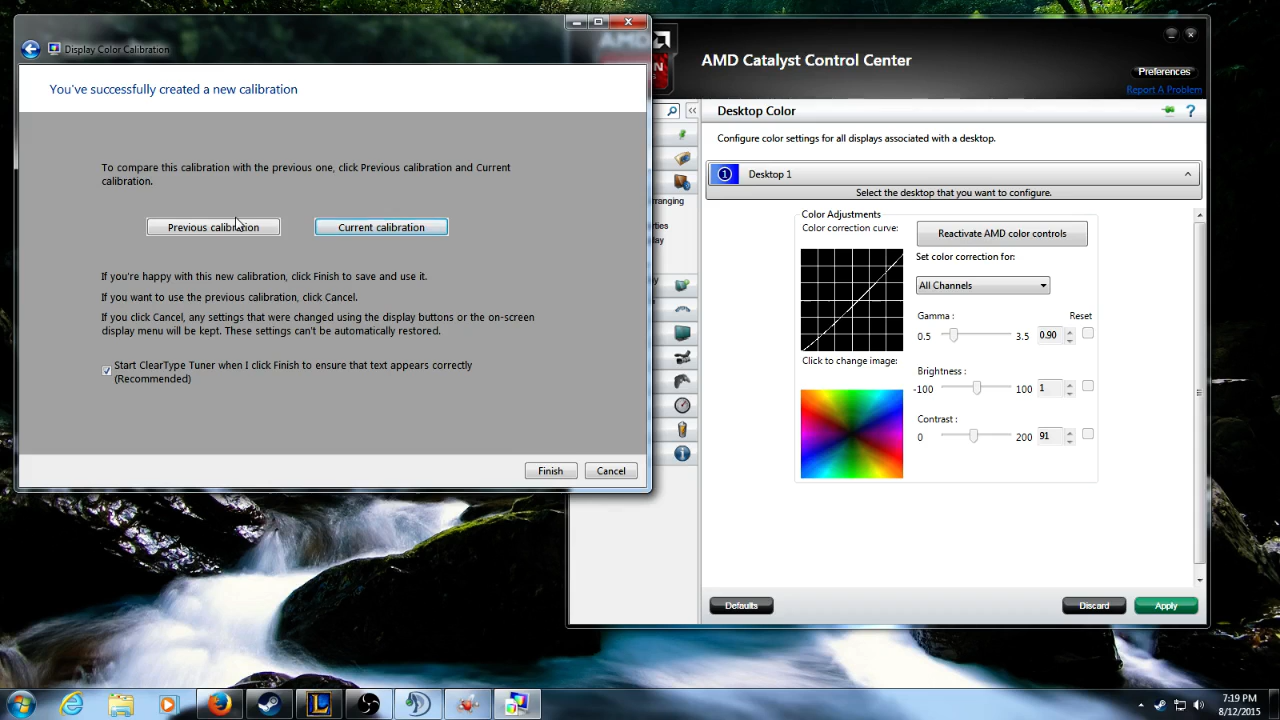 Display Color Calibration
You've successfully created a new calibration
To compare this calibration with the previous one, click Previous calibration and Current
calibration.
Previous calibration
Current calibration
If you're happy with this new calibration, click Finish to save and use it.
If you want to use the previous calibration, click Cancel.
If you click Cancel, any settings that were changed using the display buttons or the on-screen
display menu will be kept. These settings can't be automatically restored.
Start ClearType Tuner when I click Finish to ensure that text appears correctly
(Recommended)
Finish
Cancel
AMD Catalyst Control Center
Preferences
Report A Problem
Desktop Color
Configure color settings for all displays associated with a desktop.
1
Desktop 1
Select the desktop that you want to configure.
Color Adjustments
Color correction curve:
Reactivate AMD color controls
Set color correction for:
All Channels
Gamma :
Reset
0.5
3.5
0.90
Click to change image:
Brightness :
-100
100
1
Contrast :
0
200
91
Defaults
Discard
Apply
7:19 PM
8/12/2015